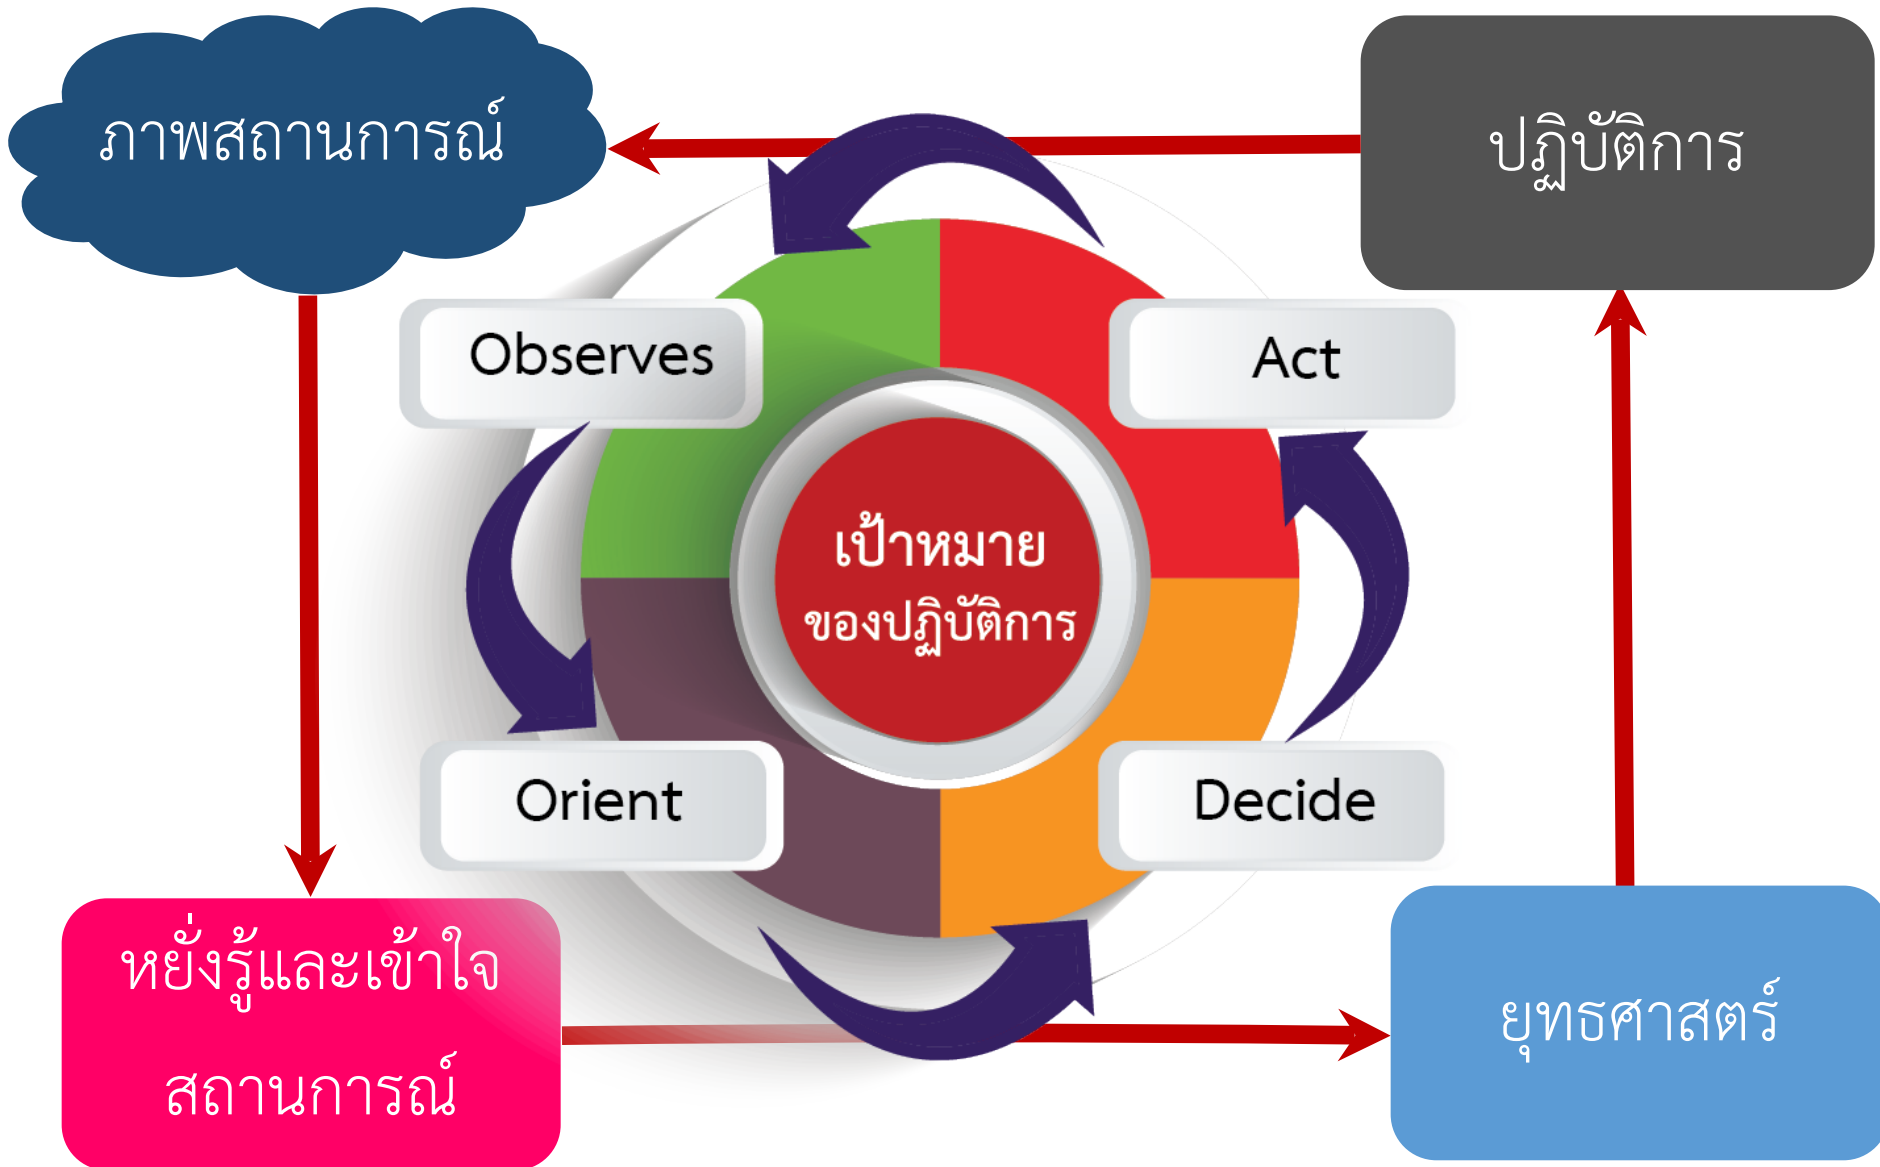 ภาพสถานการณ์
ปฏิบัติการ
Observes
Act
เป้าหมาย
ของปฏิบัติการ
Orient
Decide
หยั่งรู้และเข้าใจ
สถานการณ์
ยุทธศาสตร์